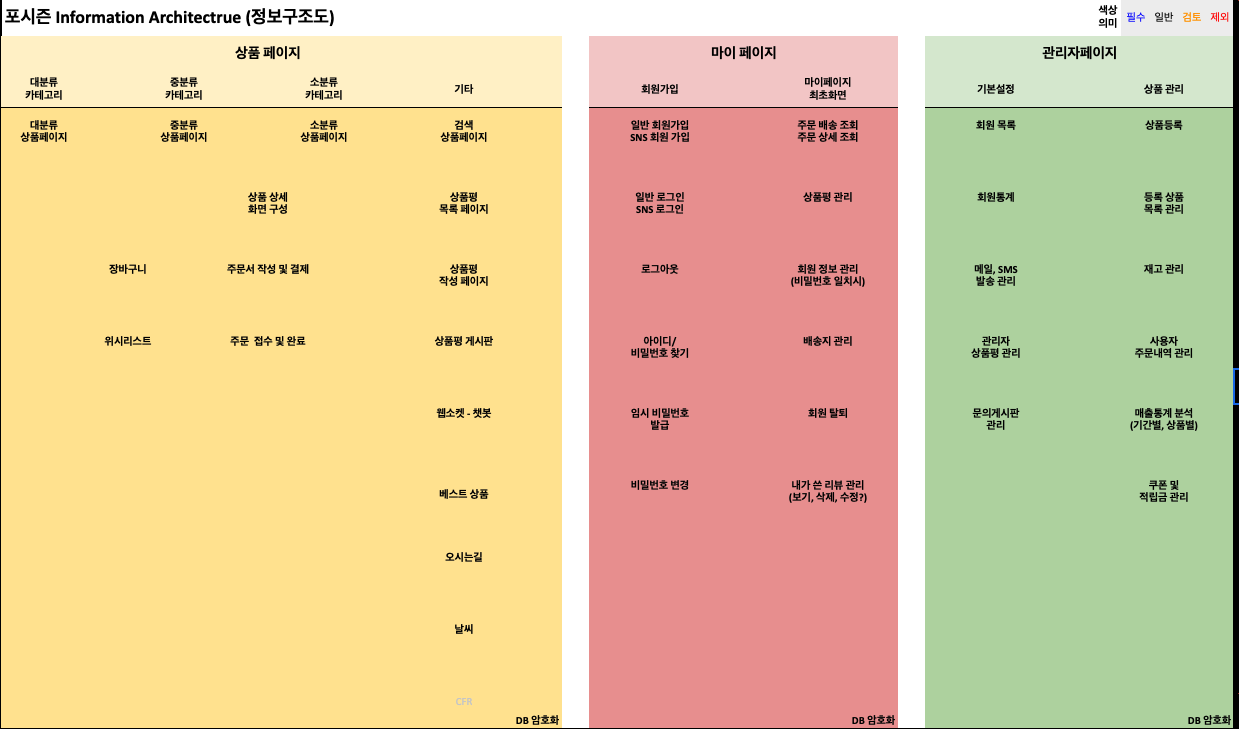 포시즌 Information Architectrue (정보구조도)
색상
의미
필수 일반 검토 제외
상품 페이지
대분류
카테고리
중분류
카테고리
소분류
카테고리
기타
대분류
상품페이지
중분류
상품페이지
소분류
상품페이지
검색
상품페이지
상품 상세
화면 구성
상품평
목록 페이지
장바구니
주문서 작성 및 결제
상품평
작성 페이지
위시리스트
주문 접수 및 완료
상품평 게시판
웹소켓 - 챗봇
베스트 상품
오시는길
날씨
CFR
DB 암호화
마이 페이지
회원가입
마이페이지
최초화면
일반 회원가입
SNS 회원 가입
주문 배송 조회
주문 상세 조회
일반 로그인
SNS 로그인
상품평 관리
로그아웃
회원 정보 관리
(비밀번호 일치시)
아이디/
비밀번호 찾기
배송지 관리
임시 비밀번호
발급
회원 탈퇴
비밀번호 변경
내가 쓴 리뷰 관리
(보기, 삭제, 수정?)
DB 암호화
관리자페이지
기본설정
상품 관리
회원 목록
상품등록
회원통계
등록 상품
목록 관리
메일, SMS
발송 관리
재고 관리
관리자
상품평 관리
사용자
주문내역 관리
문의게시판
관리
매출통계 분석
(기간별, 상품별)
쿠폰 및
적립금 관리
DB 암호화